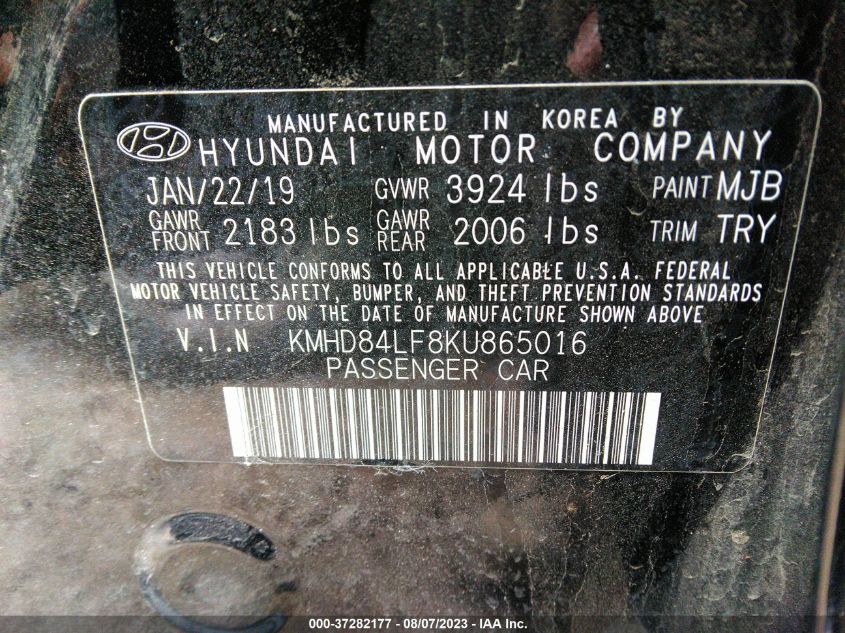 MANUFACTURED IN KOREA BY
HYUNDAI MOTOR COMPANY
JAN/22/19 GVWR 3924 lbs PAINT MJB
GAWR FRONT 2183 lbs GAWR REAR 2006 lbs TRIM TRY
THIS VEHICLE CONFORMS TO ALL APPLICABLE U.S.A. FEDERAL
MOTOR VEHICLE SAFETY, BUMPER, AND THEFT PREVENTION STANDARDS
IN EFFECT ON THE DATE OF MANUFACTURE SHOWN ABOVE
V.I.N KMHD84LF8KU865016
PASSENGER CAR
000-37282177 - 08/07/2023 - IAA Inc.